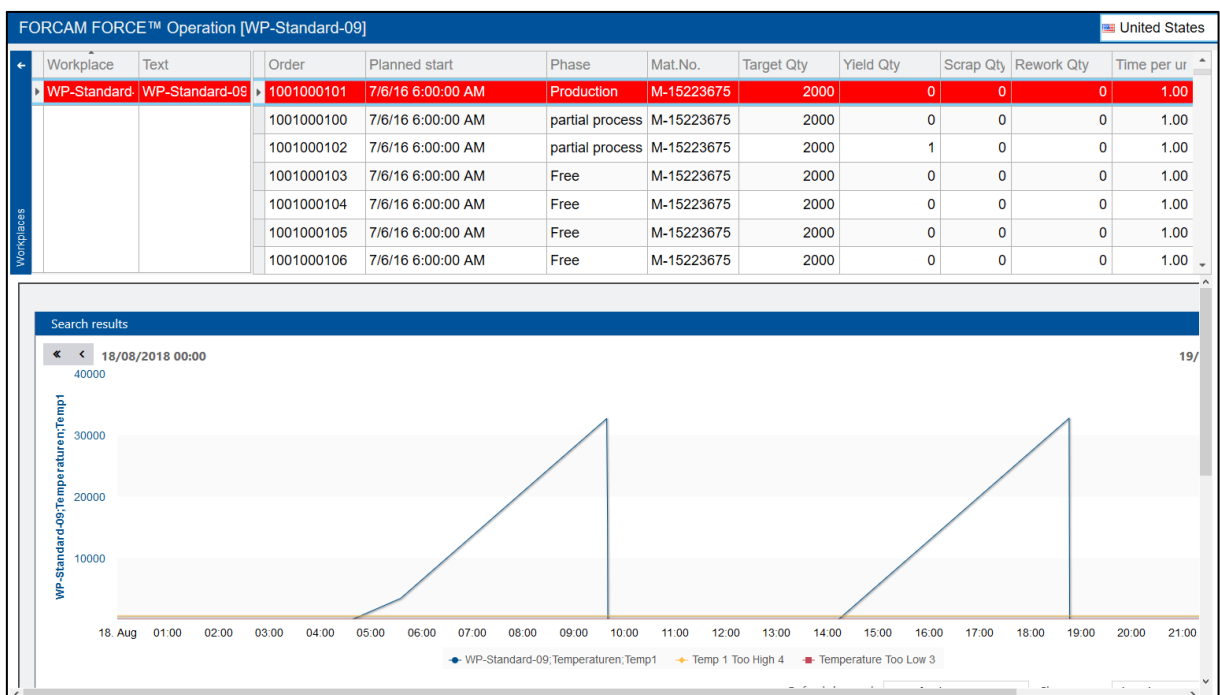 FORCAM FORCE™ Operation [WP-Standard-09]
United States
Workplace Text Order Planned start Phase Mat.No. Target Qty Yield Qty Scrap Qty Rework Qty Time per ur
WP-Standard- WP-Standard-09 1001000101 7/6/16 6:00:00 AM Production M-15223675 2000 0 0 0 1.00
1001000100 7/6/16 6:00:00 AM partial process M-15223675 2000 0 0 0 1.00
1001000102 7/6/16 6:00:00 AM partial process M-15223675 2000 1 0 0 1.00
1001000103 7/6/16 6:00:00 AM Free M-15223675 2000 0 0 0 1.00
1001000104 7/6/16 6:00:00 AM Free M-15223675 2000 0 0 0 1.00
1001000105 7/6/16 6:00:00 AM Free M-15223675 2000 0 0 0 1.00
1001000106 7/6/16 6:00:00 AM Free M-15223675 2000 0 0 0 1.00
Workplaces
Search results
18/08/2018 00:00
19/
WP-Standard-09;Temperaturen;Temp1
40000
30000
20000
10000
18. Aug 01:00 02:00 03:00 04:00 05:00 06:00 07:00 08:00 09:00 10:00 11:00 12:00 13:00 14:00 15:00 16:00 17:00 18:00 19:00 20:00 21:00
WP-Standard-09;Temperaturen;Temp1 Temp 1 Too High 4 Temperature Too Low 3